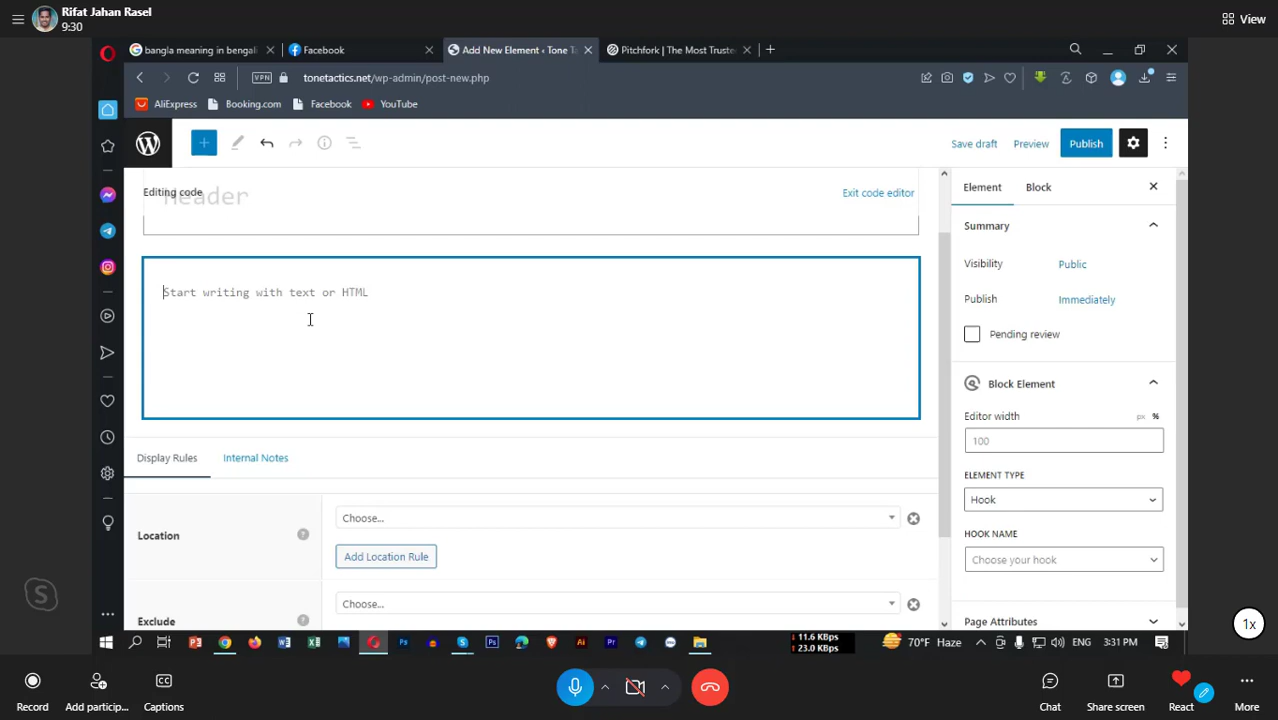 Rifat Jahan Rasel
9:30
View
bangla meaning in bengali
Facebook
Add New Element ‹ Tone T
Pitchfork | The Most Truste
VPN
tonetactics.net/wp-admin/post-new.php
AliExpress
Booking.com
Facebook
YouTube
Save draft
Preview
Publish
Editing code
Header
Exit code editor
Element
Block
Summary
Visibility
Public
Start writing with text or HTML
Publish
Immediately
Pending review
Block Element
Editor width
px
%
100
Display Rules
Internal Notes
ELEMENT TYPE
Hook
Location
Choose...
Add Location Rule
HOOK NAME
Choose your hook
Exclude
Choose...
Page Attributes
1x
11.6 KBps
23.0 KBps
70°F Haze
ENG
3:31 PM
Record
Add particip...
Captions
Chat
Share screen
React
More